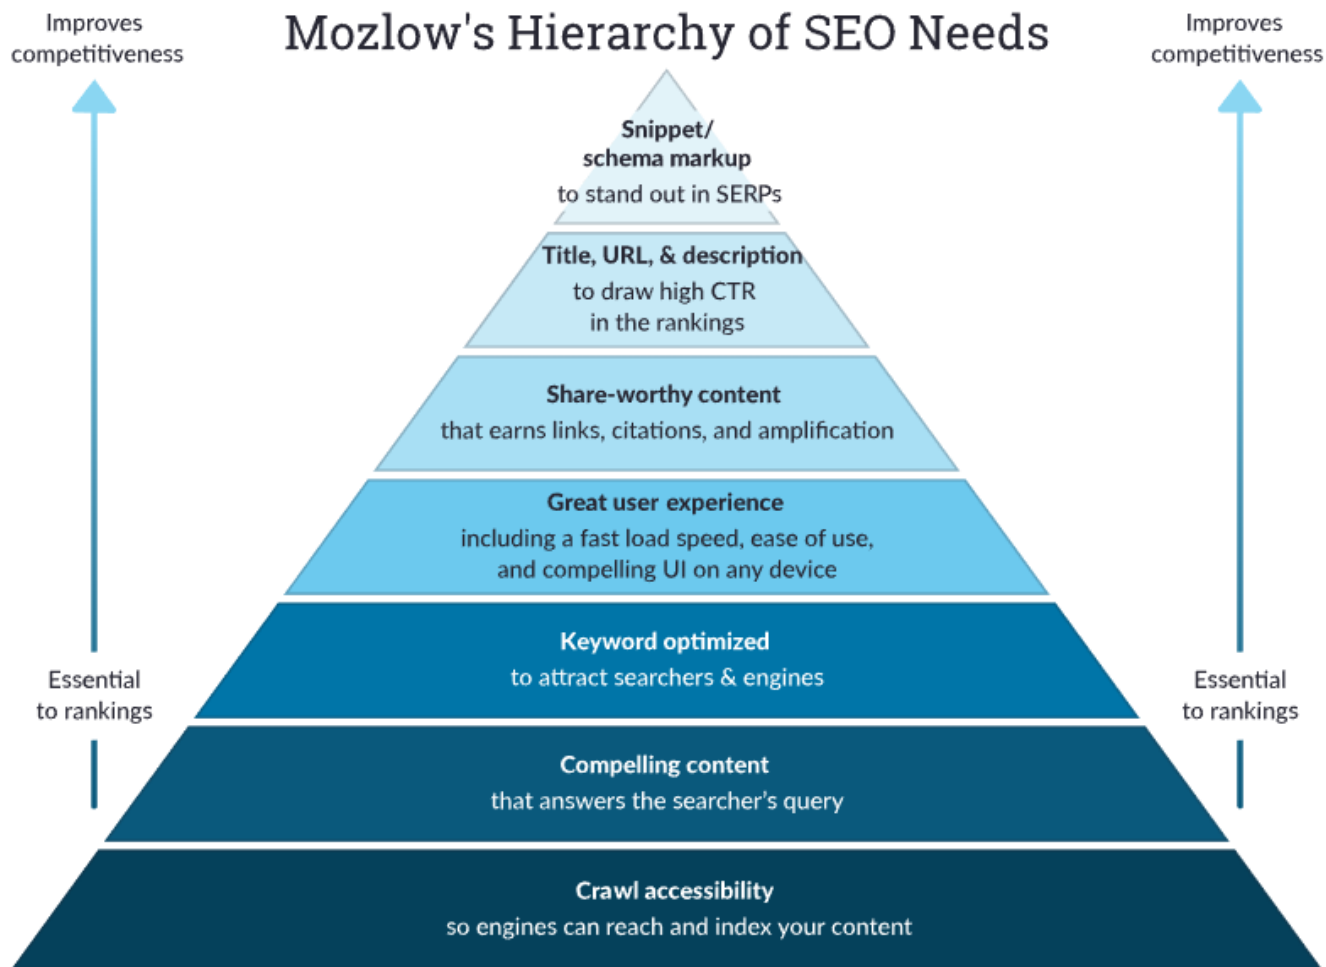 Mozlow's Hierarchy of SEO Needs
Improves
competitiveness
Improves
competitiveness
Snippet/
schema markup
to stand out in SERPs
Title, URL, & description
to draw high CTR
in the rankings
Share-worthy content
that earns links, citations, and amplification
Great user experience
including a fast load speed, ease of use,
and compelling UI on any device
Keyword optimized
to attract searchers & engines
Essential
to rankings
Essential
to rankings
Compelling content
that answers the searcher’s query
Crawl accessibility
so engines can reach and index your content